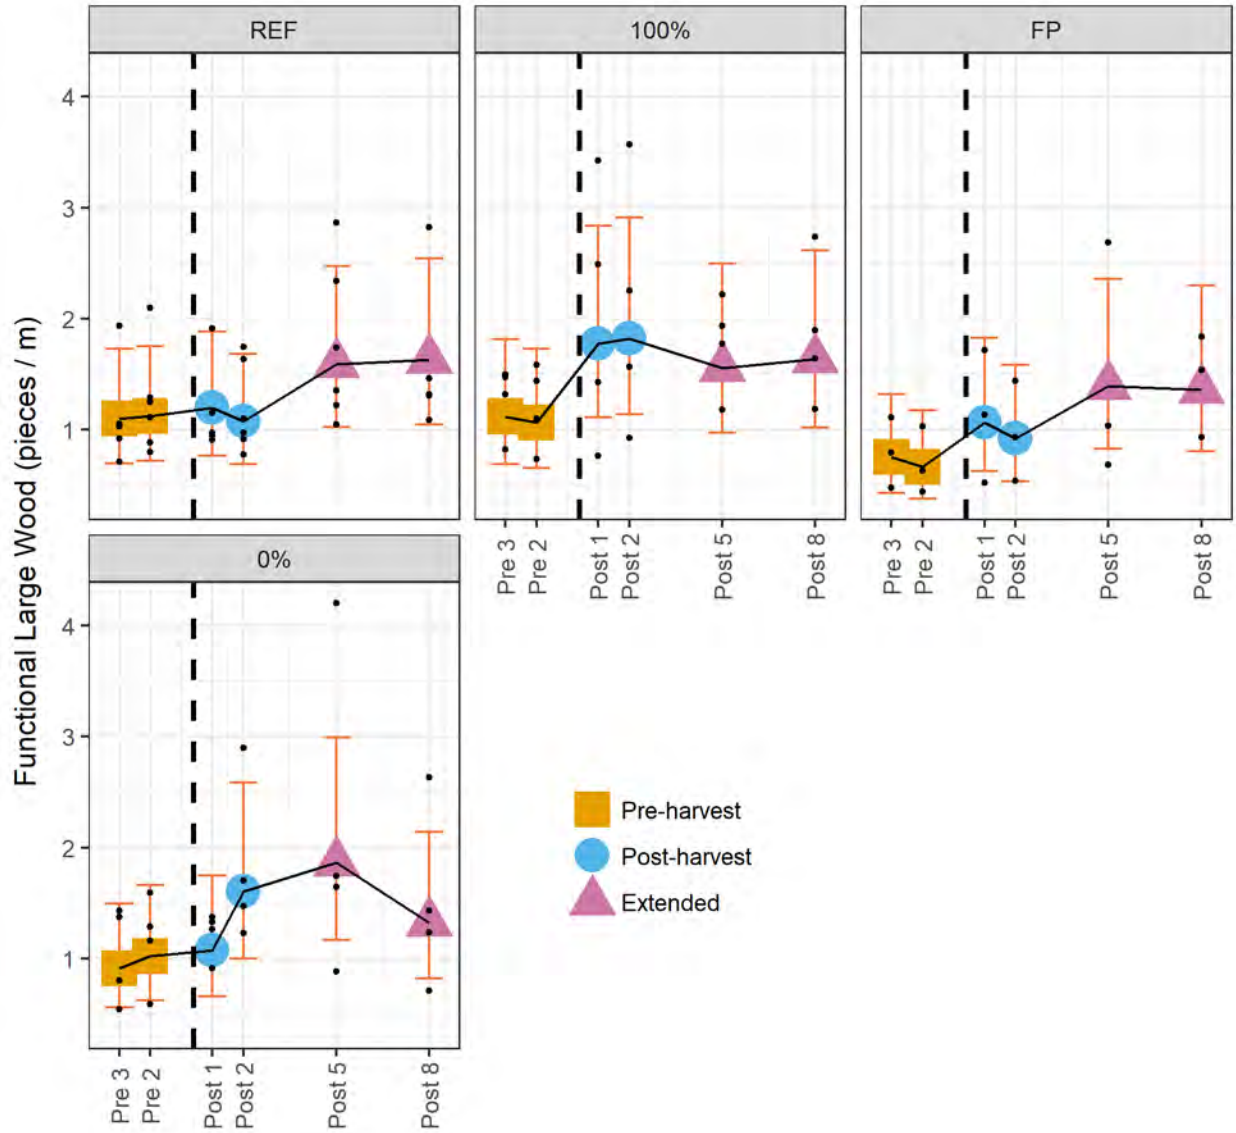 REF
100%
FP
Functional Large Wood (pieces / m)
4
3
2
1
Pre 3
Pre 2
Post 1
Post 2
Post 5
Post 8
Pre 3
Pre 2
Post 1
Post 2
Post 5
Post 8
0%
4
3
2
1
Pre 3
Pre 2
Post 1
Post 2
Post 5
Post 8
Pre-harvest
Post-harvest
Extended